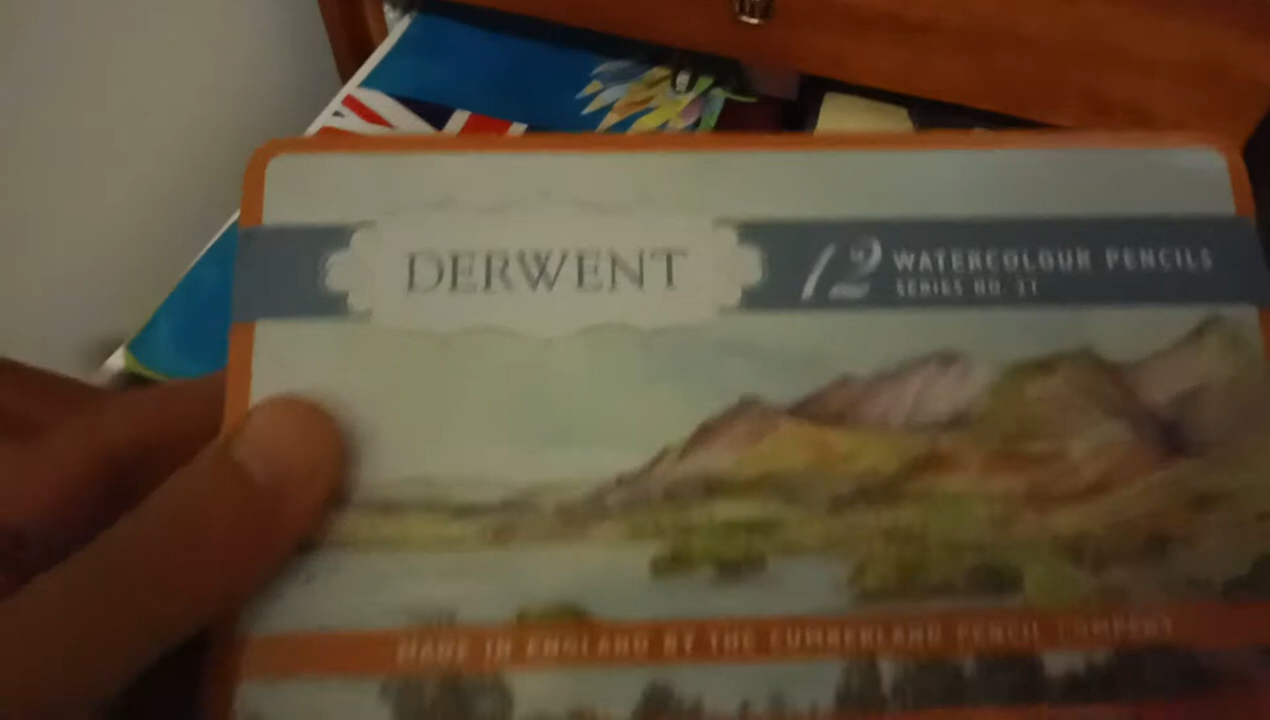 DERWENT
12 WATERCOLOUR PENCILS
SERIES NO. 31
MADE IN ENGLAND BY THE CUMBERLAND PENCIL COMPANY